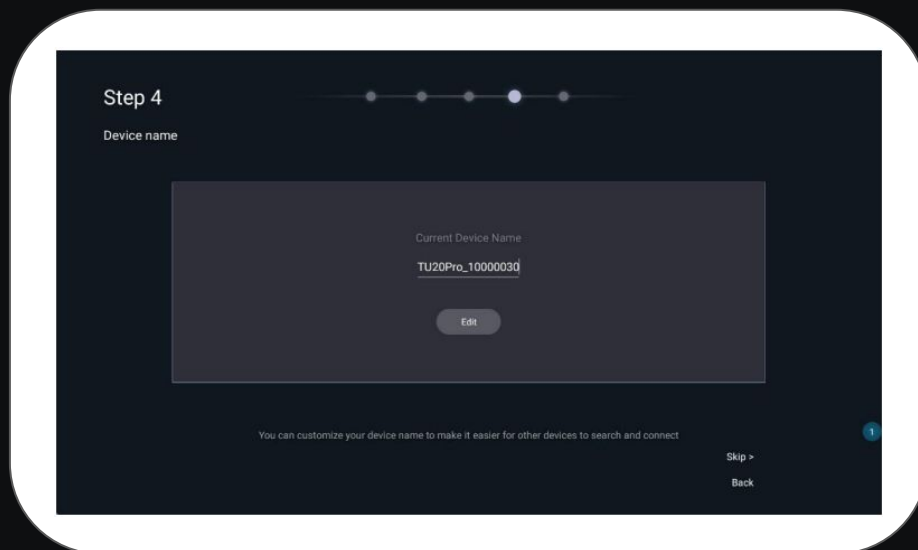 Step 4
Device name
Current Device Name
TU20Pro_10000030
Edit
You can customize your device name to make it easier for other devices to search and connect
1
Skip >
Back